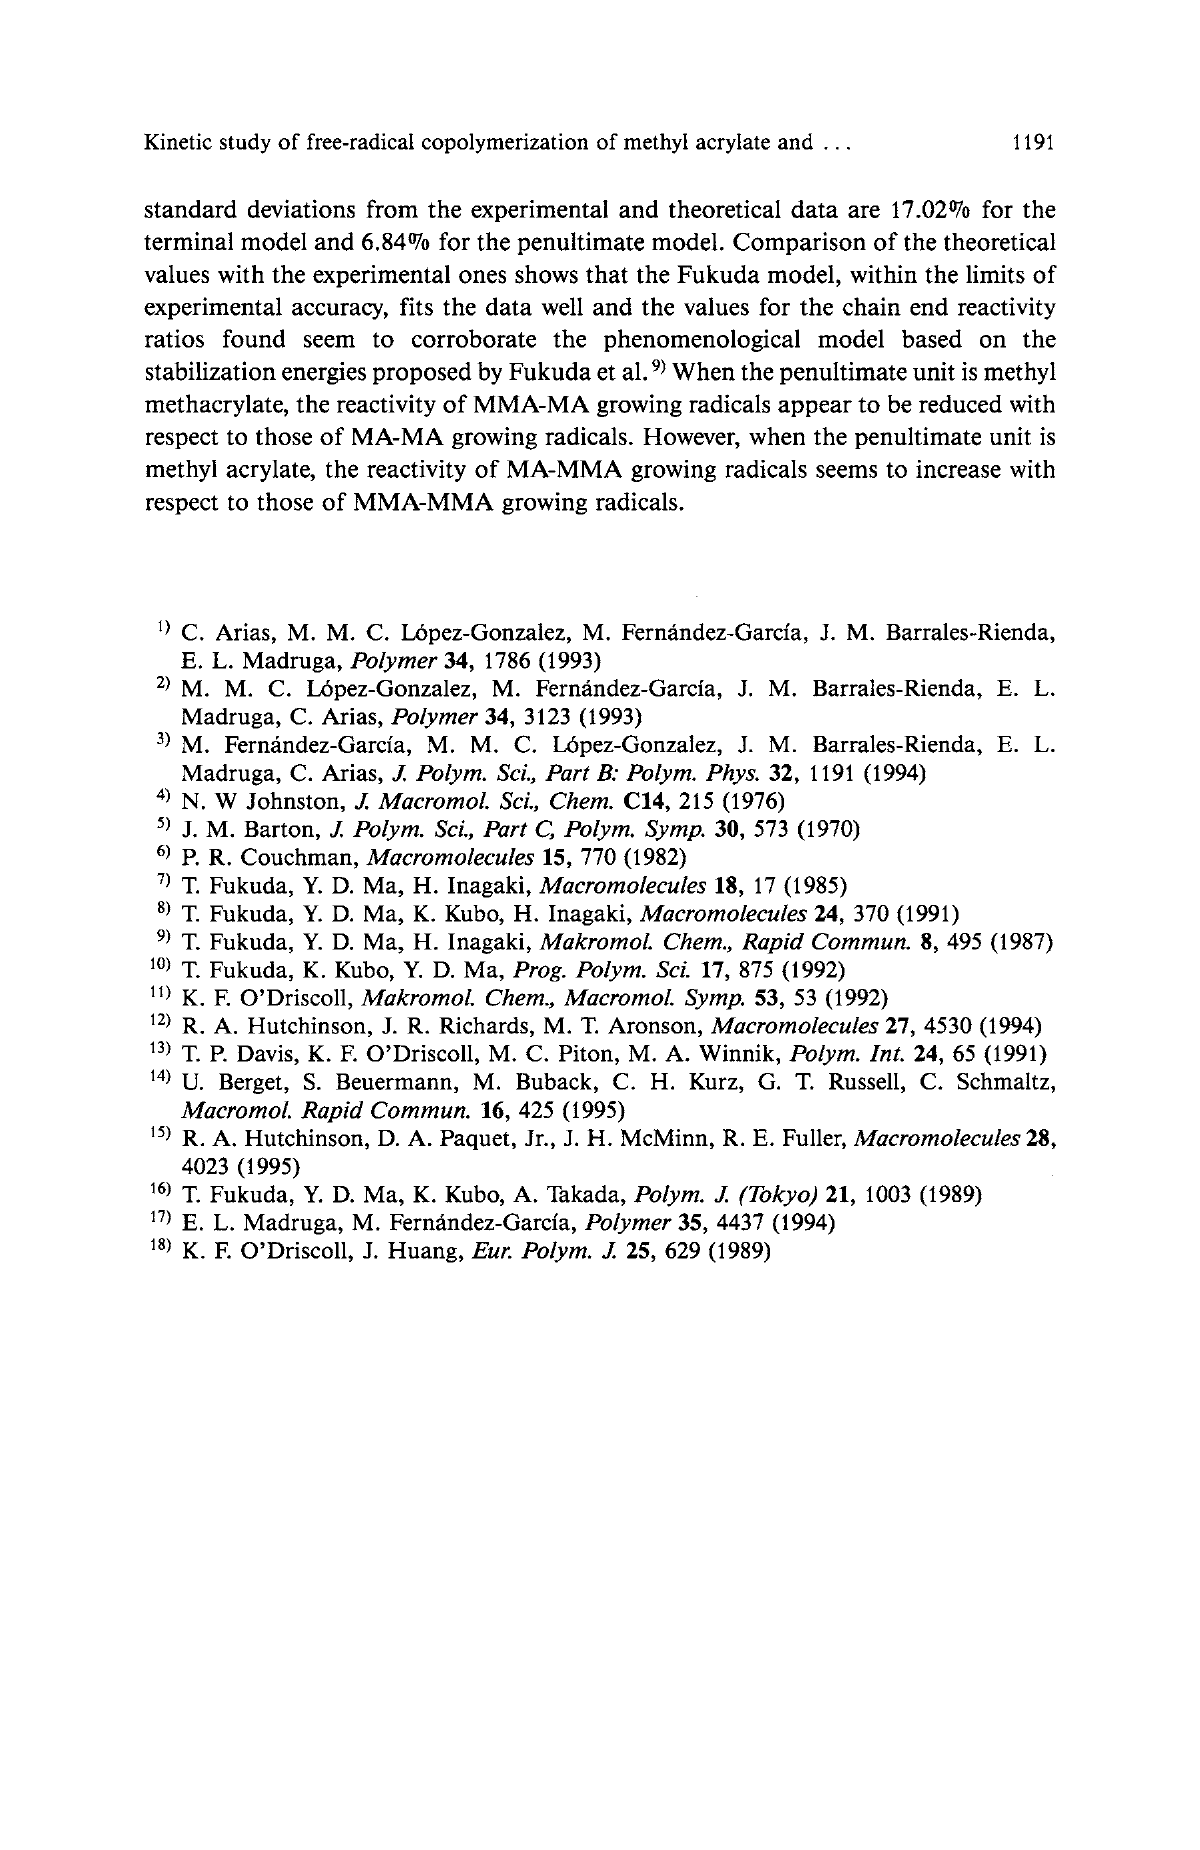 Kinetic study of free-radical copolymerization of methyl acrylate and ... 1191
standard deviations from the experimental and theoretical data are 17.02% for the
terminal model and 6.84% for the penultimate model. Comparison of the theoretical
values with the experimental ones shows that the Fukuda model, within the limits of
experimental accuracy, fits the data well and the values for the chain end reactivity
ratios found seem to corroborate the phenomenological model based on the
stabilization energies proposed by Fukuda et al. 9) When the penultimate unit is methyl
methacrylate, the reactivity of MMA-MA growing radicals appear to be reduced with
respect to those of MA-MA growing radicals. However, when the penultimate unit is
methyl acrylate, the reactivity of MA-MMA growing radicals seems to increase with
respect to those of MMA-MMA growing radicals.
1) C. Arias, M. M. C. López-Gonzalez, M. Fernández-García, J. M. Barrales-Rienda,
E. L. Madruga, Polymer 34, 1786 (1993)
2) M. M. C. López-Gonzalez, M. Fernández-García, J. M. Barrales-Rienda, E. L.
Madruga, C. Arias, Polymer 34, 3123 (1993)
3) M. Fernández-García, M. M. C. López-Gonzalez, J. M. Barrales-Rienda, E. L.
Madruga, C. Arias, J. Polym. Sci., Part B: Polym. Phys. 32, 1191 (1994)
4) N. W Johnston, J. Macromol. Sci., Chem. C14, 215 (1976)
5) J. M. Barton, J. Polym. Sci., Part C, Polym. Symp. 30, 573 (1970)
6) P. R. Couchman, Macromolecules 15, 770 (1982)
7) T. Fukuda, Y. D. Ma, H. Inagaki, Macromolecules 18, 17 (1985)
8) T. Fukuda, Y. D. Ma, K. Kubo, H. Inagaki, Macromolecules 24, 370 (1991)
9) T. Fukuda, Y. D. Ma, H. Inagaki, Makromol. Chem., Rapid Commun. 8, 495 (1987)
10) T. Fukuda, K. Kubo, Y. D. Ma, Prog. Polym. Sci. 17, 875 (1992)
11) K. F. O'Driscoll, Makromol. Chem., Macromol. Symp. 53, 53 (1992)
12) R. A. Hutchinson, J. R. Richards, M. T. Aronson, Macromolecules 27, 4530 (1994)
13) T. P. Davis, K. F. O'Driscoll, M. C. Piton, M. A. Winnik, Polym. Int. 24, 65 (1991)
14) U. Berget, S. Beuermann, M. Buback, C. H. Kurz, G. T. Russell, C. Schmaltz,
Macromol. Rapid Commun. 16, 425 (1995)
15) R. A. Hutchinson, D. A. Paquet, Jr., J. H. McMinn, R. E. Fuller, Macromolecules 28,
4023 (1995)
16) T. Fukuda, Y. D. Ma, K. Kubo, A. Takada, Polym. J. (Tokyo) 21, 1003 (1989)
17) E. L. Madruga, M. Fernández-García, Polymer 35, 4437 (1994)
18) K. F. O'Driscoll, J. Huang, Eur. Polym. J. 25, 629 (1989)